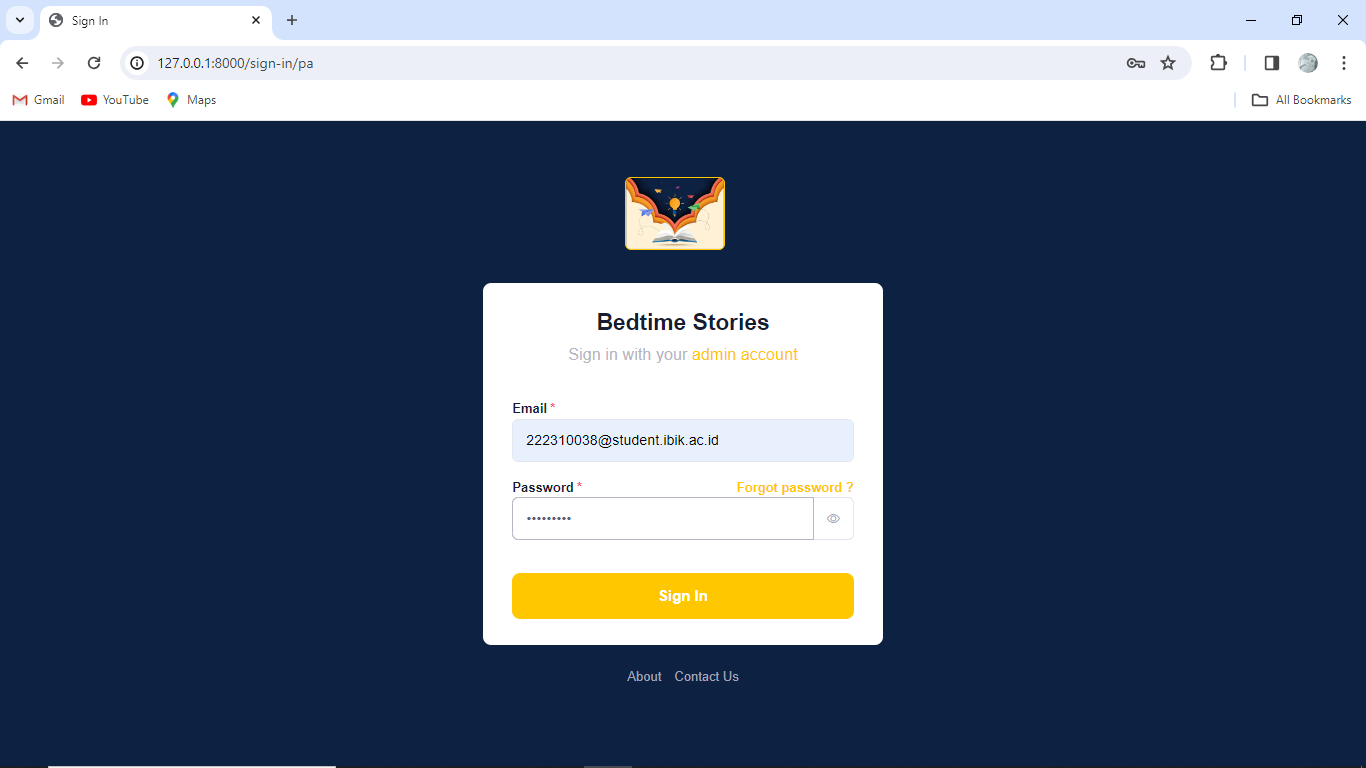 Sign In
127.0.0.1:8000/sign-in/pa
Gmail YouTube Maps All Bookmarks
Bedtime Stories
Sign in with your admin account
Email *
222310038@student.ibik.ac.id
Password * Forgot password ?
•••••••••
Sign In
About Contact Us